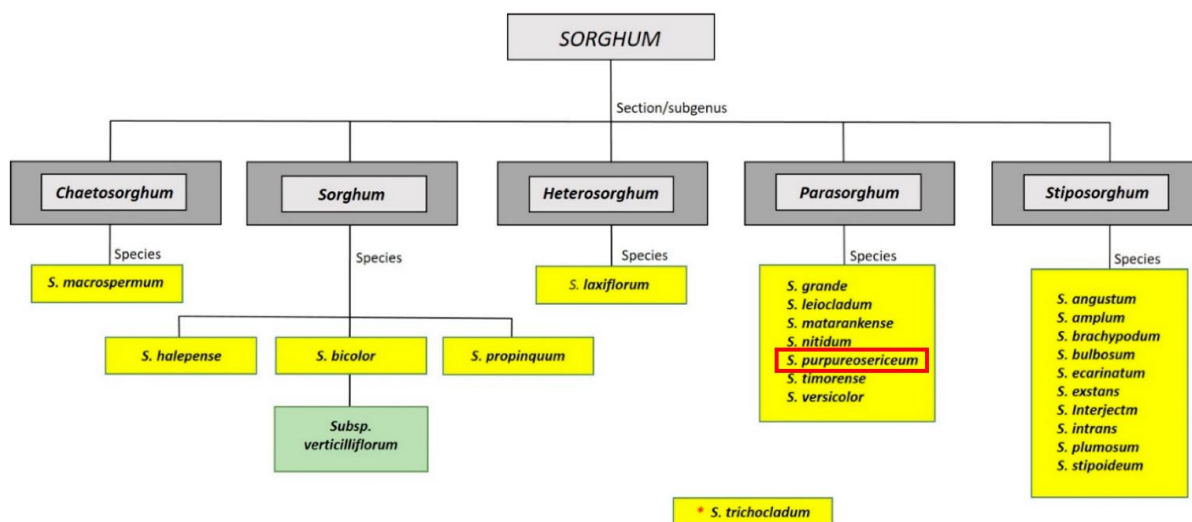 SORGHUM
Section/subgenus
Chaetosorghum
Sorghum
Heterosorghum
Parasorghum
Stiposorghum
Species
Species
Species
Species
Species
S. macrospermum
S. halepense
S. bicolor
S. propinquum
Subsp.
verticilliflorum
S. laxiflorum
S. grande
S. leiocladum
S. matarankense
S. nitidum
S. purpureosericeum
S. timorense
S. versicolor
S. angustum
S. amplum
S. brachypodum
S. bulbosum
S. ecarinatum
S. exstans
S. Interjectm
S. intrans
S. plumosum
S. stipoideum
* S. trichocladum